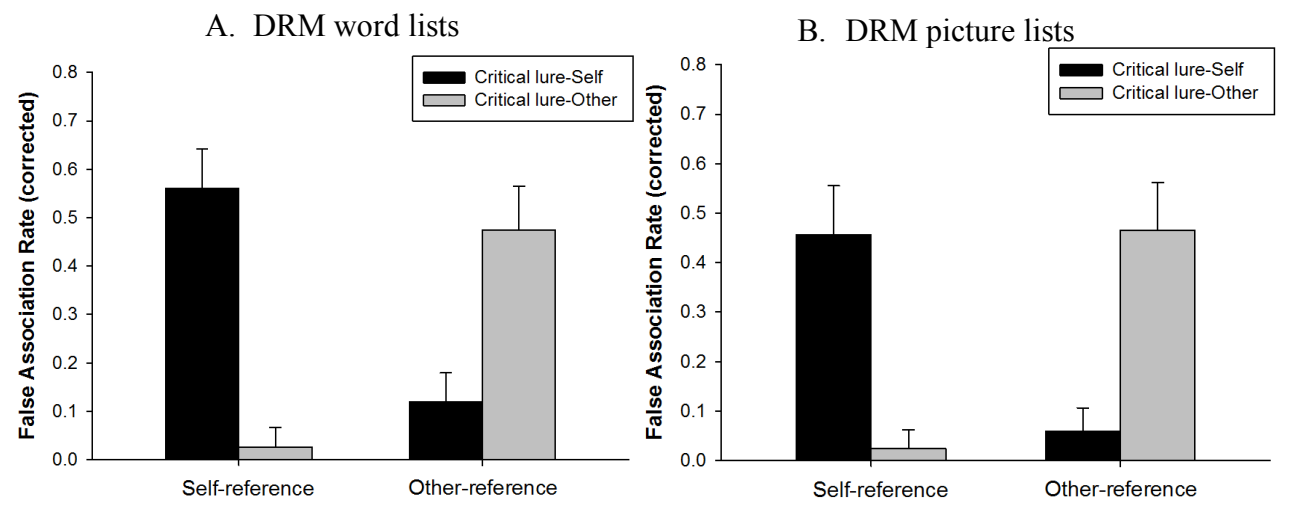 A. DRM word lists
Critical lure-Self
Critical lure-Other
False Association Rate (corrected)
0.8
0.7
0.6
0.5
0.4
0.3
0.2
0.1
0.0
Self-reference
Other-reference
B. DRM picture lists
Critical lure-Self
Critical lure-Other
False Association Rate (corrected)
0.8
0.7
0.6
0.5
0.4
0.3
0.2
0.1
0.0
Self-reference
Other-reference